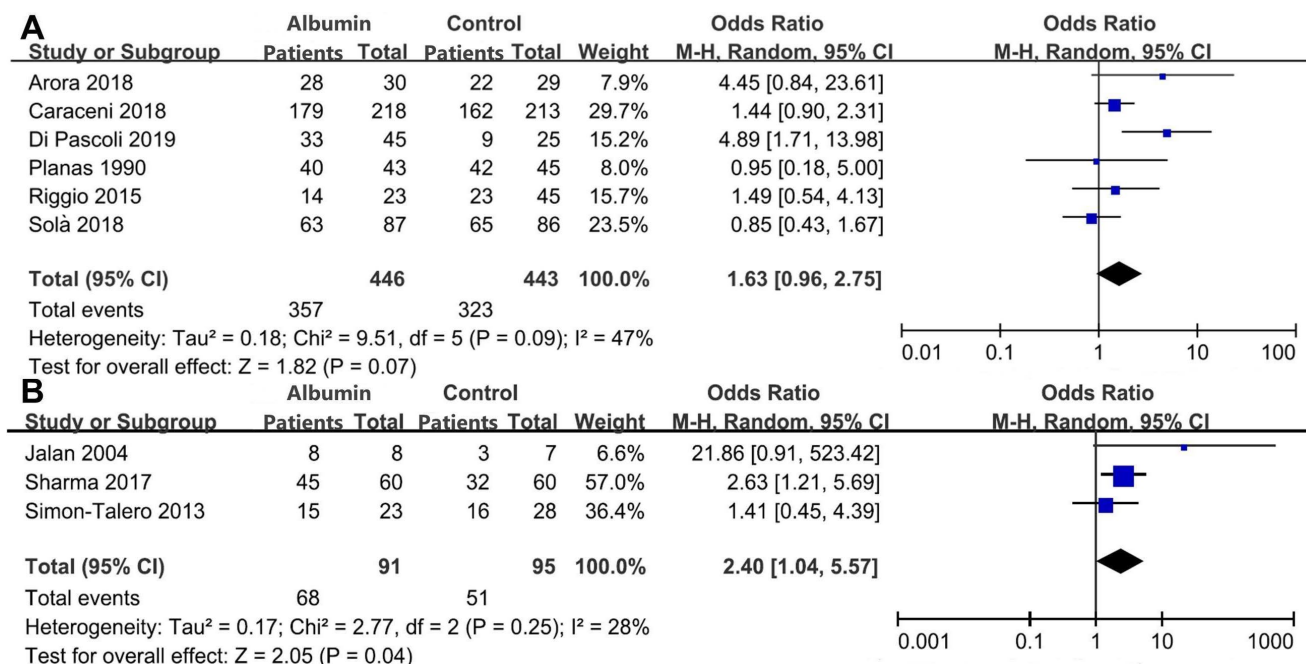 A Albumin Control Odds Ratio Odds Ratio
Study or Subgroup Patients Total Patients Total Weight M-H, Random, 95% CI M-H, Random, 95% CI
Arora 2018 28 30 22 29 7.9% 4.45 [0.84, 23.61]
Caraceni 2018 179 218 162 213 29.7% 1.44 [0.90, 2.31]
Di Pascoli 2019 33 45 9 25 15.2% 4.89 [1.71, 13.98]
Planas 1990 40 43 42 45 8.0% 0.95 [0.18, 5.00]
Riggio 2015 14 23 23 45 15.7% 1.49 [0.54, 4.13]
Solà 2018 63 87 65 86 23.5% 0.85 [0.43, 1.67]
Total (95% CI) 446 443 100.0% 1.63 [0.96, 2.75]
Total events 357 323
Heterogeneity: Tau² = 0.18; Chi² = 9.51, df = 5 (P = 0.09); I² = 47%
0.01 0.1 1 10 100
Test for overall effect: Z = 1.82 (P = 0.07)
B Albumin Control Odds Ratio Odds Ratio
Study or Subgroup Patients Total Patients Total Weight M-H, Random, 95% CI M-H, Random, 95% CI
Jalan 2004 8 8 3 7 6.6% 21.86 [0.91, 523.42]
Sharma 2017 45 60 32 60 57.0% 2.63 [1.21, 5.69]
Simon-Talero 2013 15 23 16 28 36.4% 1.41 [0.45, 4.39]
Total (95% CI) 91 95 100.0% 2.40 [1.04, 5.57]
Total events 68 51
Heterogeneity: Tau² = 0.17; Chi² = 2.77, df = 2 (P = 0.25); I² = 28%
0.001 0.1 1 10 1000
Test for overall effect: Z = 2.05 (P = 0.04)